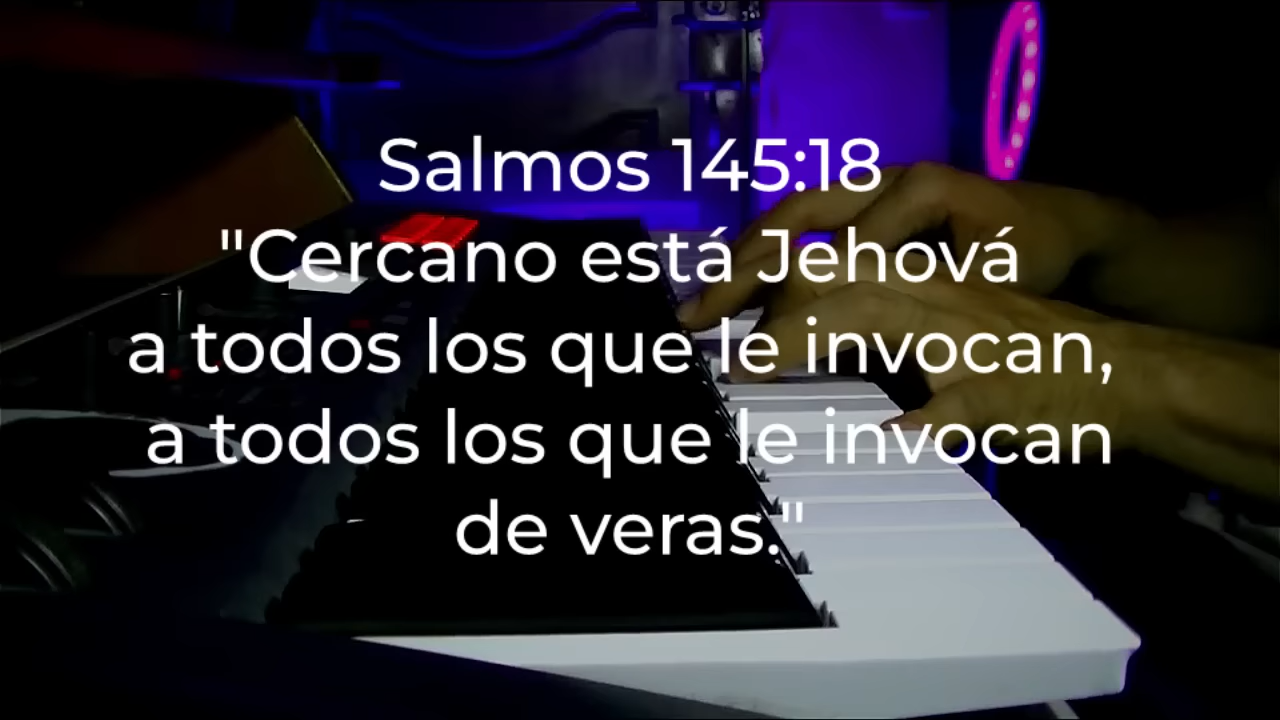 Salmos 145:18
"Cercano está Jehová
a todos los que le invocan,
a todos los que le invocan
de veras."